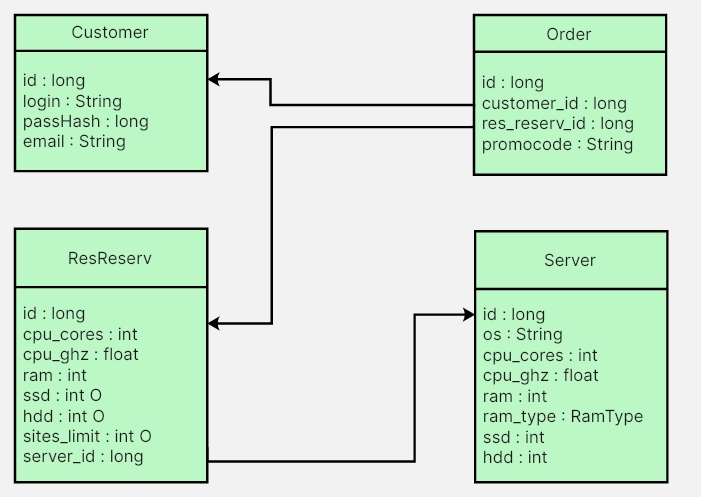 Customer
id : long
login : String
passHash : long
email : String
Order
id : long
customer_id : long
res_reserv_id : long
promocode : String
ResReserv
id : long
cpu_cores : int
cpu_ghz : float
ram : int
ssd : int O
hdd : int O
sites_limit : int O
server_id : long
Server
id : long
os : String
cpu_cores : int
cpu_ghz : float
ram : int
ram_type : RamType
ssd : int
hdd : int